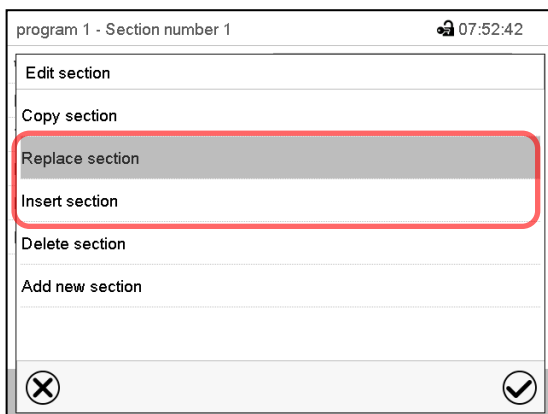 program 1 - Section number 1 07:52:42
Edit section
Copy section
Replace section
Insert section
Delete section
Add new section